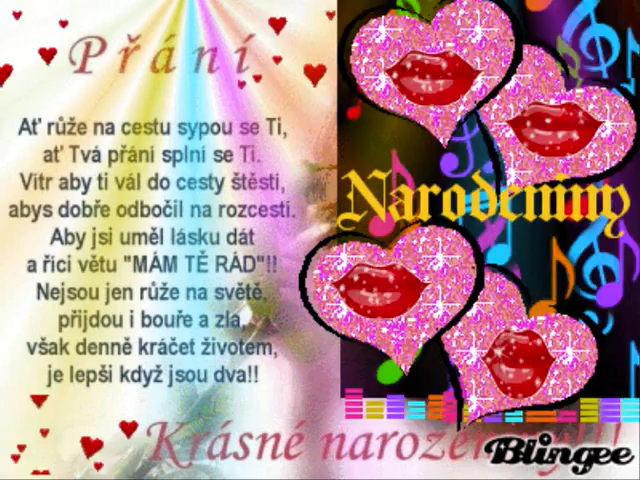 Přání
Ať růže na cestu sypou se Ti,
ať Tvá přání splní se Ti.
Vítr aby ti vál do cesty štěstí,
abys dobře odbočil na rozcestí.
Aby jsi uměl lásku dát
a říci větu "MÁM TĚ RÁD"!!
Nejsou jen růže na světě,
přijdou i bouře a zla,
však denně kráčet životem,
je lepší když jsou dva!!
Narodeniny
Krásné
Blingee